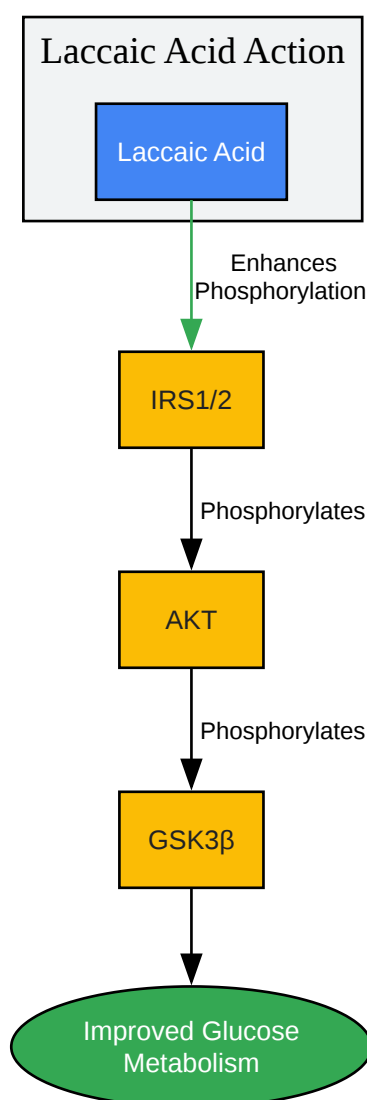 Laccaic Acid Action
Laccaic Acid
Enhances
Phosphorylation
IRS1/2
Phosphorylates
AKT
Phosphorylates
GSK3β
Improved Glucose
Metabolism